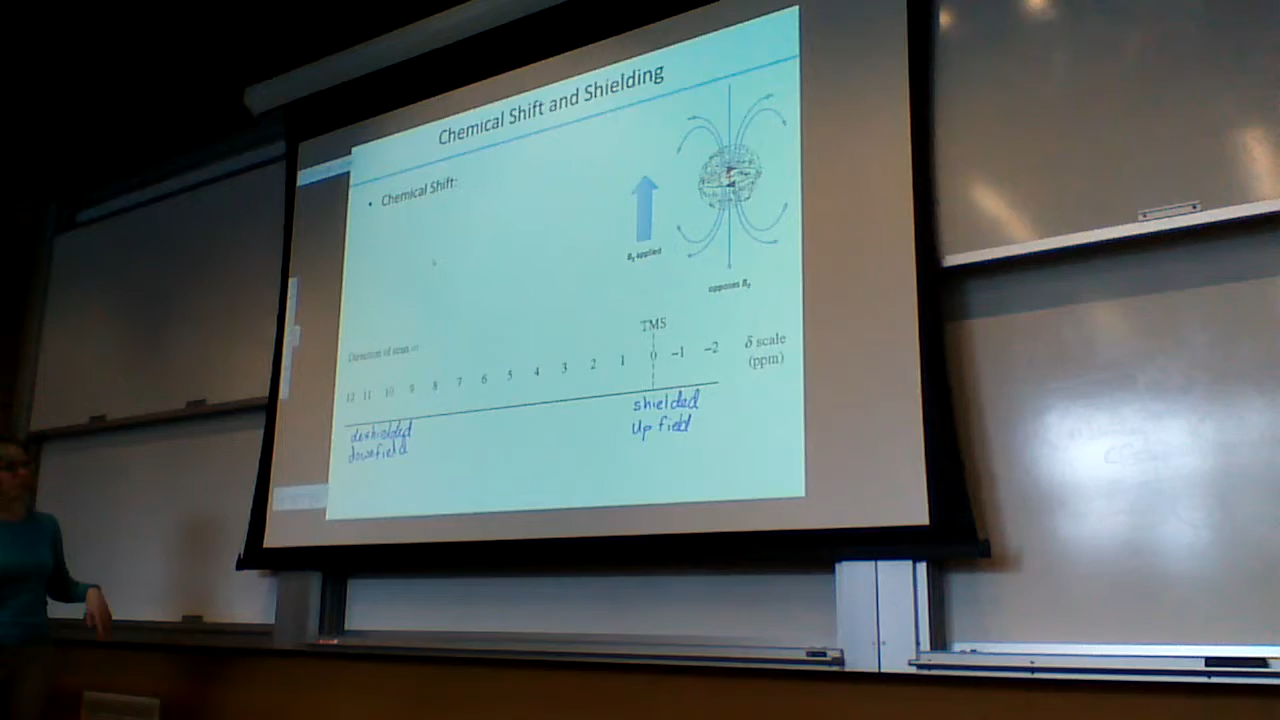 Chemical Shift and Shielding
• Chemical Shift:
B₀ applied
opposes B₀
TMS
Direction of scan
12 11 10 9 8 7 6 5 4 3 2 1 0 −1 −2
δ scale
(ppm)
deshielded
downfield
shielded
Up field